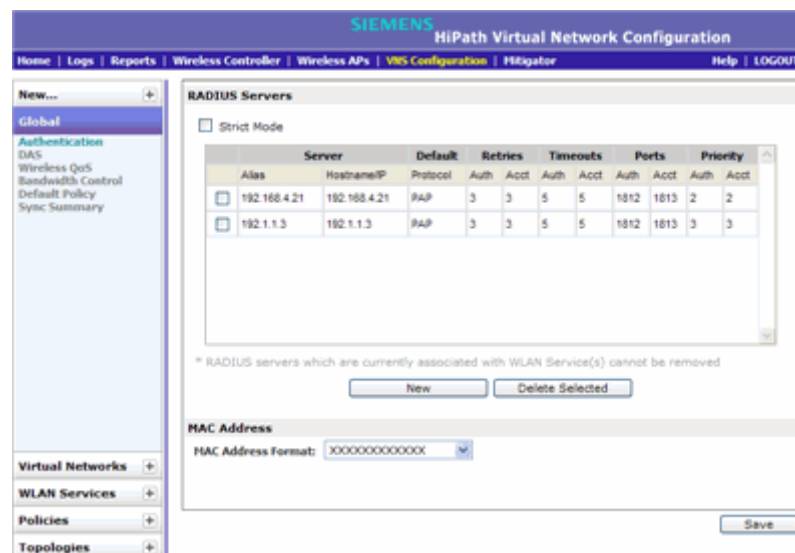 SIEMENS
HiPath Virtual Network Configuration
Home | Logs | Reports | Wireless Controller | Wireless APs | VNS Configuration | Mitigator Help | LOGOUT
New... +
Global
Authentication
DAS
Wireless QoS
Bandwidth Control
Default Policy
Sync Summary
Virtual Networks +
WLAN Services +
Policies +
Topologies +
RADIUS Servers
Strict Mode
Server Default Retries Timeouts Ports Priority
Alias Hostname/IP Protocol Auth Acct Auth Acct Auth Acct Auth Acct
192.168.4.21 192.168.4.21 PAP 3 3 5 5 1812 1813 2 2
192.1.1.3 192.1.1.3 PAP 3 3 5 5 1812 1813 3 3
* RADIUS servers which are currently associated with WLAN Service(s) cannot be removed
New Delete Selected
MAC Address
MAC Address Format: XXXXXXXXXXXX
Save